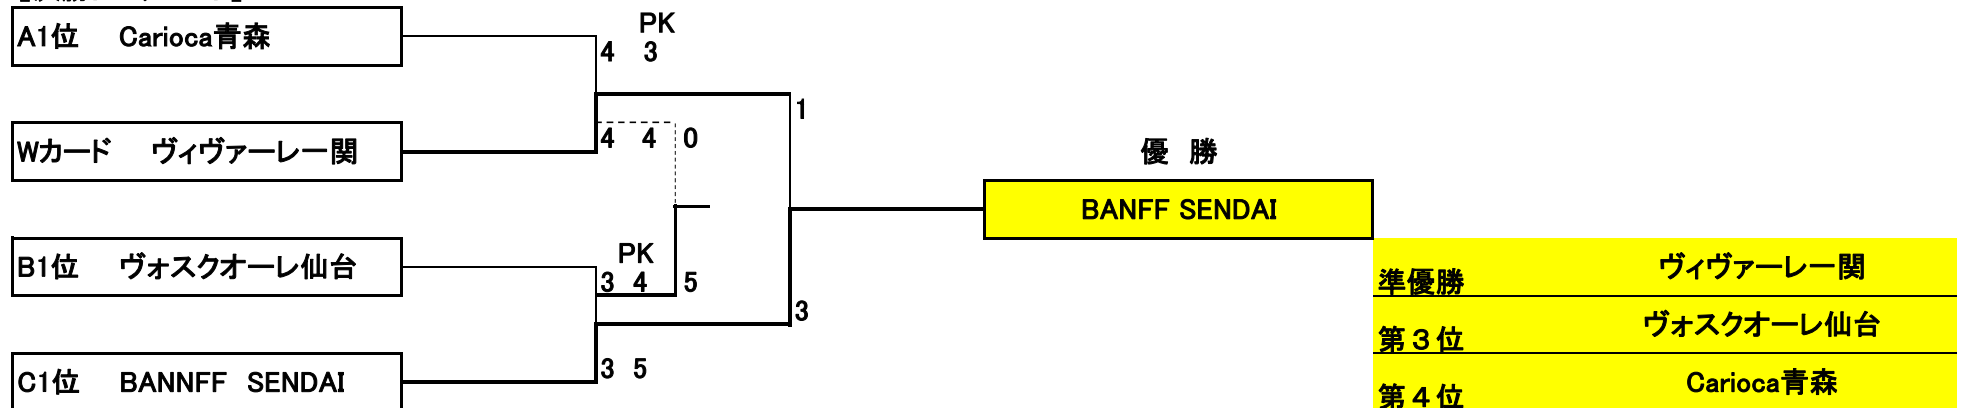 PK
A1位 Carioca青森
4 3
1
Wカード ヴィヴァーレ一関
4 4 0
優 勝
BANFF SENDAI
PK
B1位 ヴォスクオーレ仙台
3 4 5
3
C1位 BANNFF SENDAI
3 5
準優勝 ヴィヴァーレ一関
第３位 ヴォスクオーレ仙台
第４位 Carioca青森